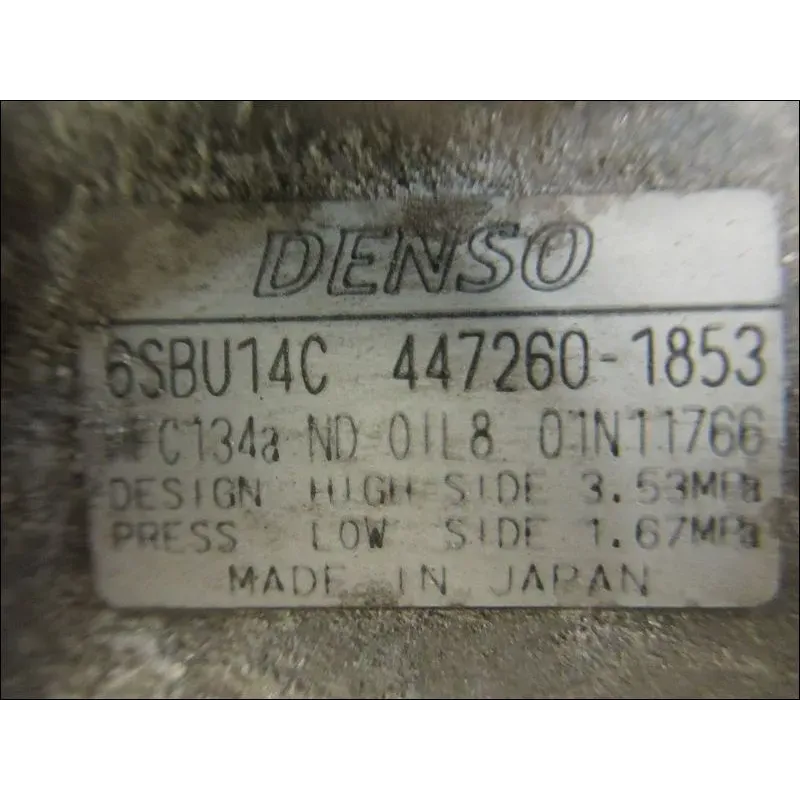 DENSO
6SBU14C 447260-1853
HFC134a ND-OIL8 01N11766
DESIGN HIGH SIDE 3.53MPa
PRESS LOW SIDE 1.67MPa
MADE IN JAPAN